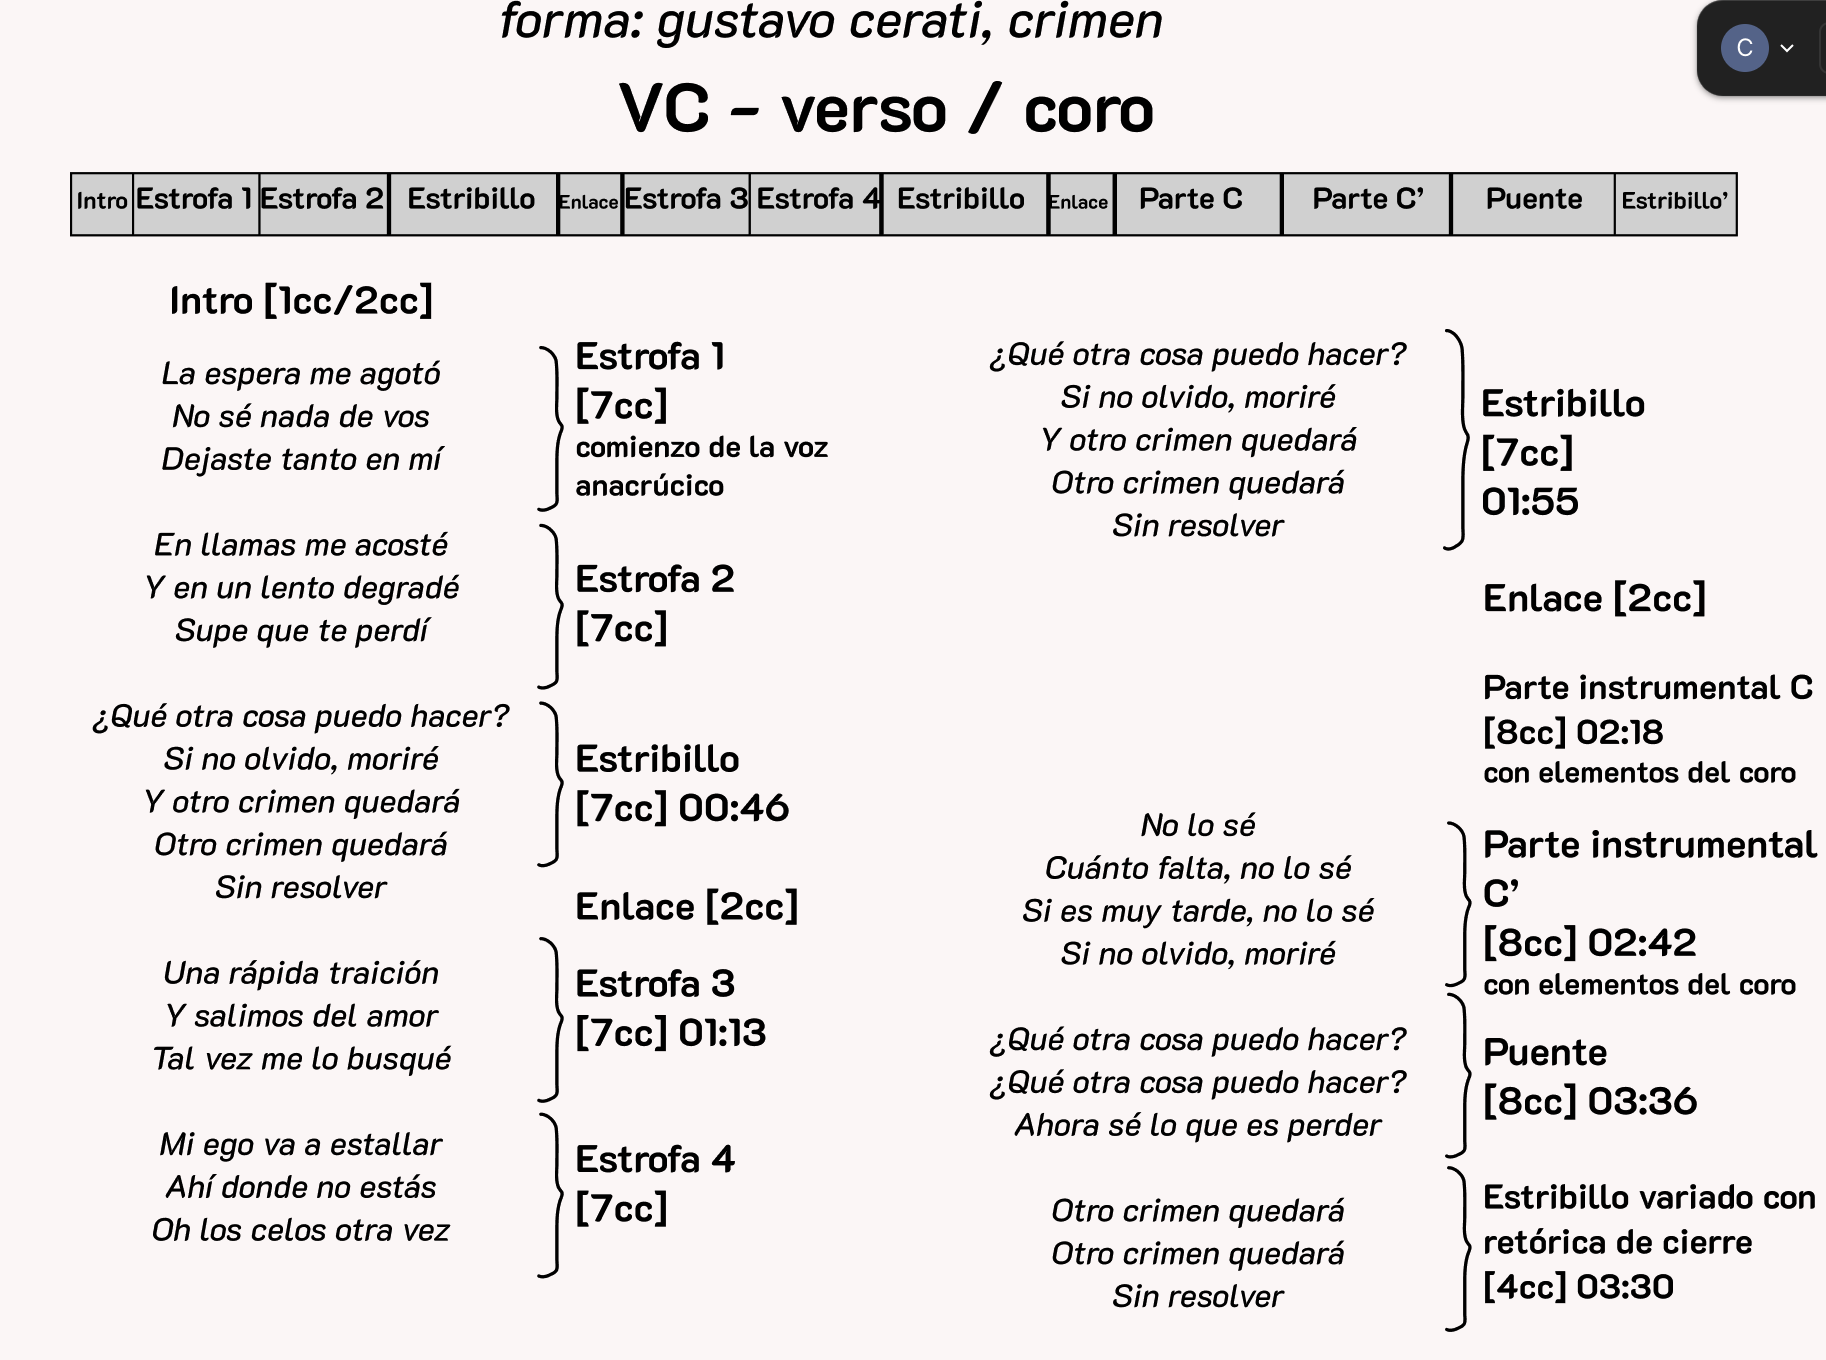 forma: gustavo cerati, crimen
VC - verso / coro
C
Intro Estrofa 1 Estrofa 2 Estribillo Enlace Estrofa 3 Estrofa 4 Estribillo Enlace Parte C Parte C’ Puente Estribillo’
Intro [1cc/2cc]
La espera me agotó
No sé nada de vos
Dejaste tanto en mí
Estrofa 1
[7cc]
comienzo de la voz
anacrúcico
En llamas me acosté
Y en un lento degradé
Supe que te perdí
Estrofa 2
[7cc]
¿Qué otra cosa puedo hacer?
Si no olvido, moriré
Y otro crimen quedará
Otro crimen quedará
Sin resolver
Estribillo
[7cc] 00:46
Enlace [2cc]
Una rápida traición
Y salimos del amor
Tal vez me lo busqué
Estrofa 3
[7cc] 01:13
Mi ego va a estallar
Ahí donde no estás
Oh los celos otra vez
Estrofa 4
[7cc]
¿Qué otra cosa puedo hacer?
Si no olvido, moriré
Y otro crimen quedará
Otro crimen quedará
Sin resolver
Estribillo
[7cc]
01:55
Enlace [2cc]
Parte instrumental C
[8cc] 02:18
con elementos del coro
No lo sé
Cuánto falta, no lo sé
Si es muy tarde, no lo sé
Si no olvido, moriré
Parte instrumental
C’
[8cc] 02:42
con elementos del coro
¿Qué otra cosa puedo hacer?
¿Qué otra cosa puedo hacer?
Ahora sé lo que es perder
Puente
[8cc] 03:36
Otro crimen quedará
Otro crimen quedará
Sin resolver
Estribillo variado con
retórica de cierre
[4cc] 03:30